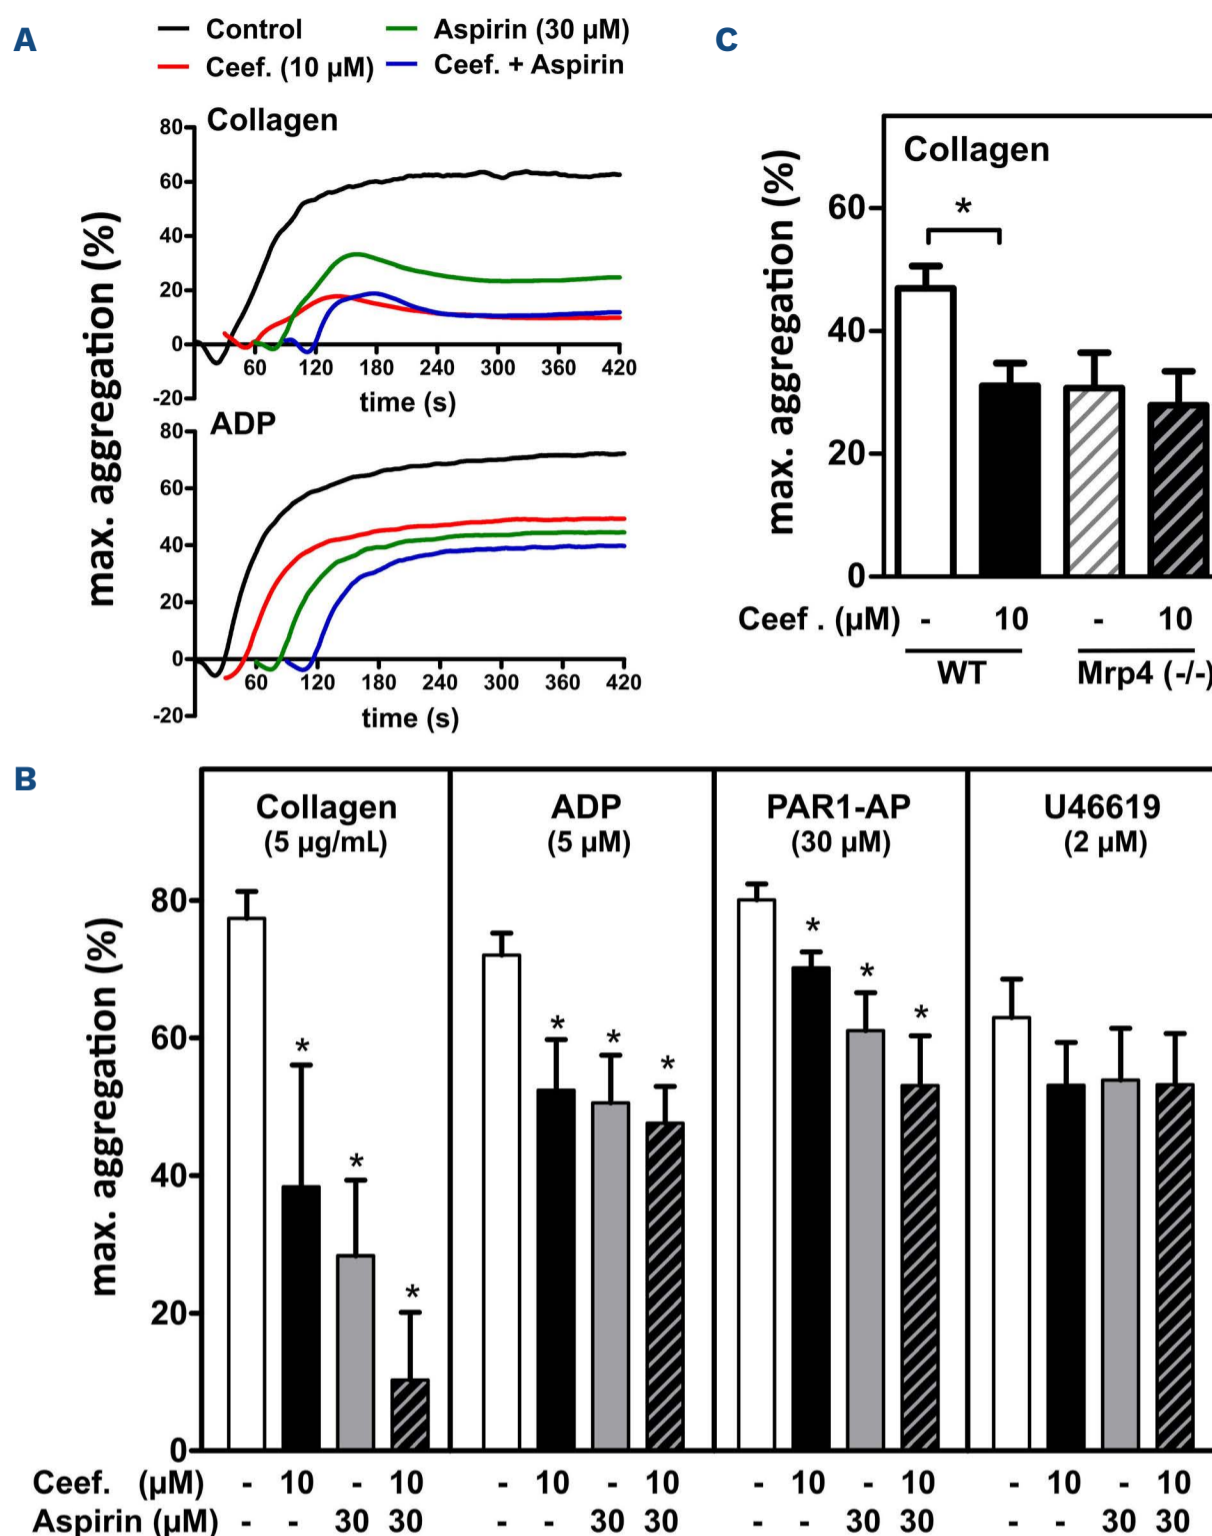 A
Control
Aspirin (30 µM)
Ceef. (10 µM)
Ceef. + Aspirin
Collagen
80
60
40
20
0
-20
60 120 180 240 300 360 420
time (s)
ADP
80
60
40
20
0
-20
60 120 180 240 300 360 420
time (s)
max. aggregation (%)
C
Collagen
*
60
40
20
0
max. aggregation (%)
Ceef . (µM) - 10 - 10
WT Mrp4 (-/-)
B
Collagen ADP PAR1-AP U46619
(5 µg/mL) (5 µM) (30 µM) (2 µM)
80
60
40
20
0
max. aggregation (%)
* * *
* * *
* * *
Ceef. (µM) - 10 - 10 - 10 - 10 - 10 - 10 - 10 - 10
Aspirin (µM) - - 30 30 - - 30 30 - - 30 30 - - 30 30